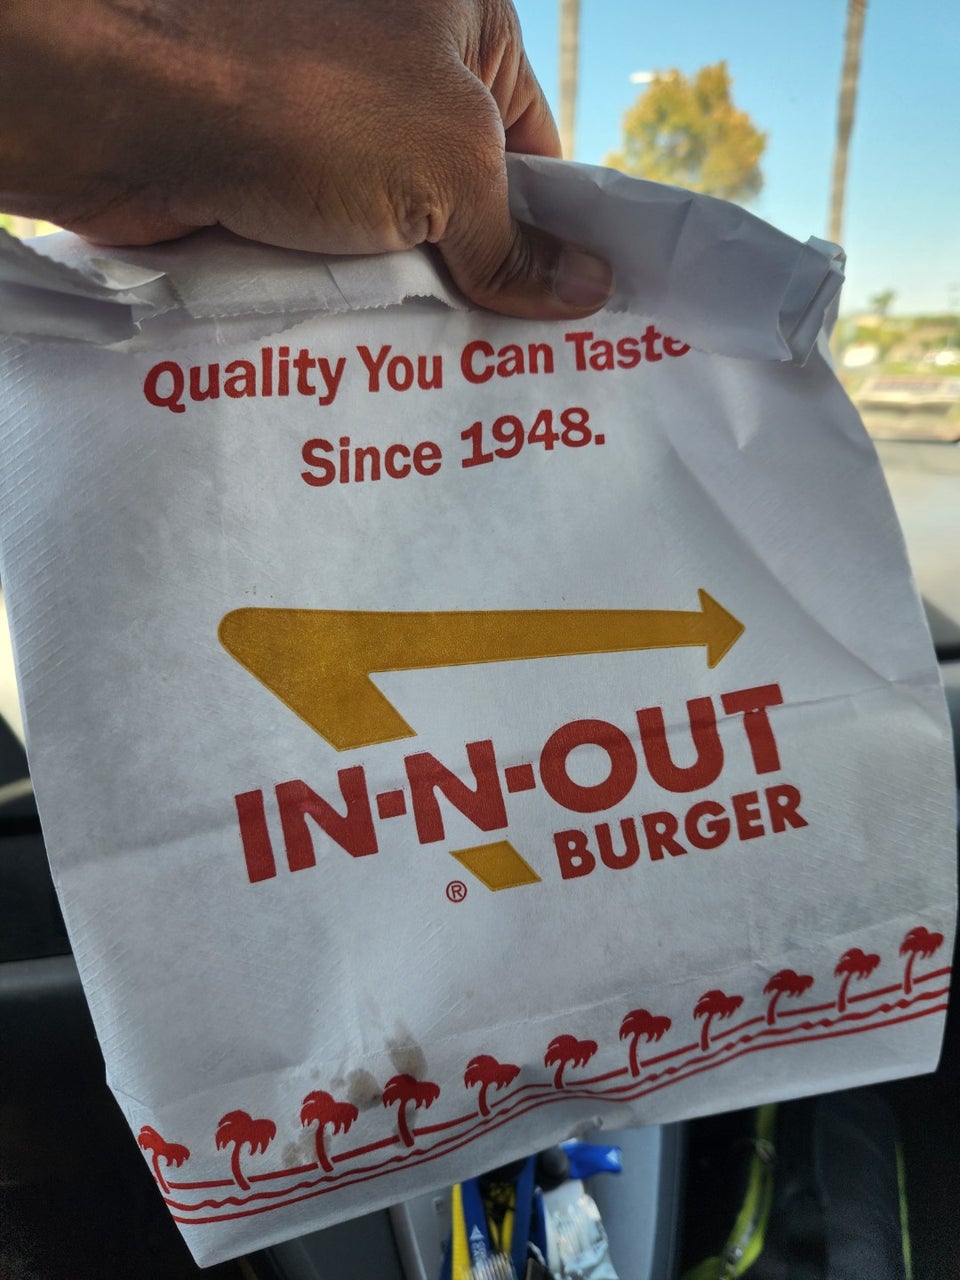 Quality You Can Taste
Since 1948.
IN-N-OUT
BURGER
®